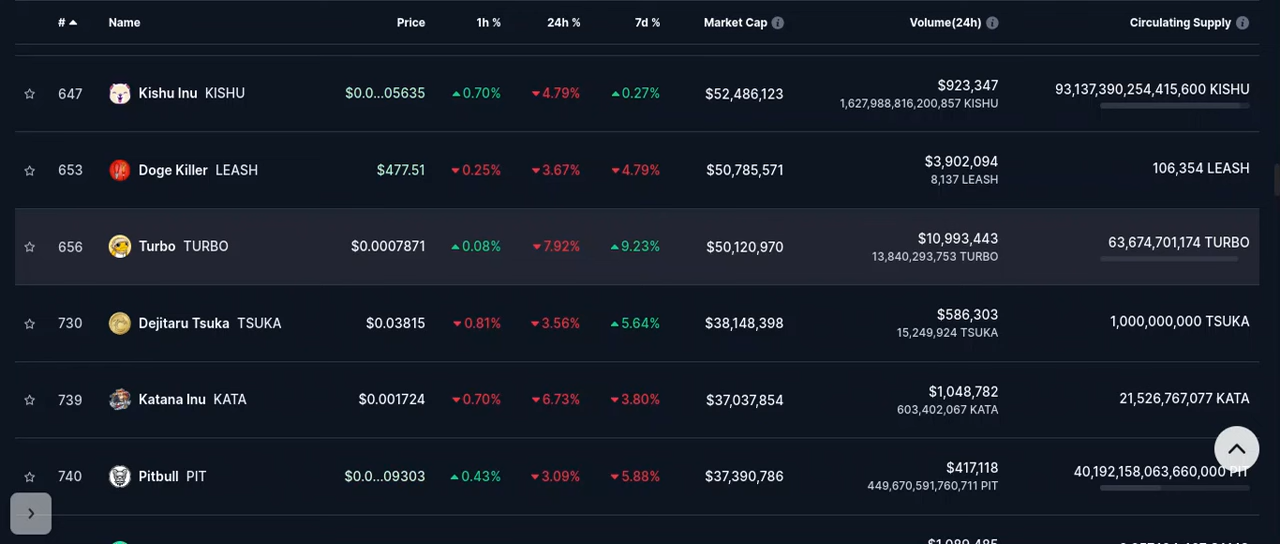 # Name Price 1h % 24h % 7d % Market Cap Volume(24h) Circulating Supply
647 Kishu Inu KISHU $0.0...05635 0.70% 4.79% 0.27% $52,486,123 $923,347 93,137,390,254,415,600 KISHU
1,627,988,816,200,857 KISHU
653 Doge Killer LEASH $477.51 0.25% 3.67% 4.79% $50,785,571 $3,902,094 106,354 LEASH
8,137 LEASH
656 Turbo TURBO $0.0007871 0.08% 7.92% 9.23% $50,120,970 $10,993,443 63,674,701,174 TURBO
13,840,293,753 TURBO
730 Dejitaru Tsuka TSUKA $0.03815 0.81% 3.56% 5.64% $38,148,398 $586,303 1,000,000,000 TSUKA
15,249,924 TSUKA
739 Katana Inu KATA $0.001724 0.70% 6.73% 3.80% $37,037,854 $1,048,782 21,526,767,077 KATA
603,402,067 KATA
740 Pitbull PIT $0.0...09303 0.43% 3.09% 5.88% $37,390,786 $417,118 40,192,158,063,660,000 PIT
449,670,591,760,711 PIT